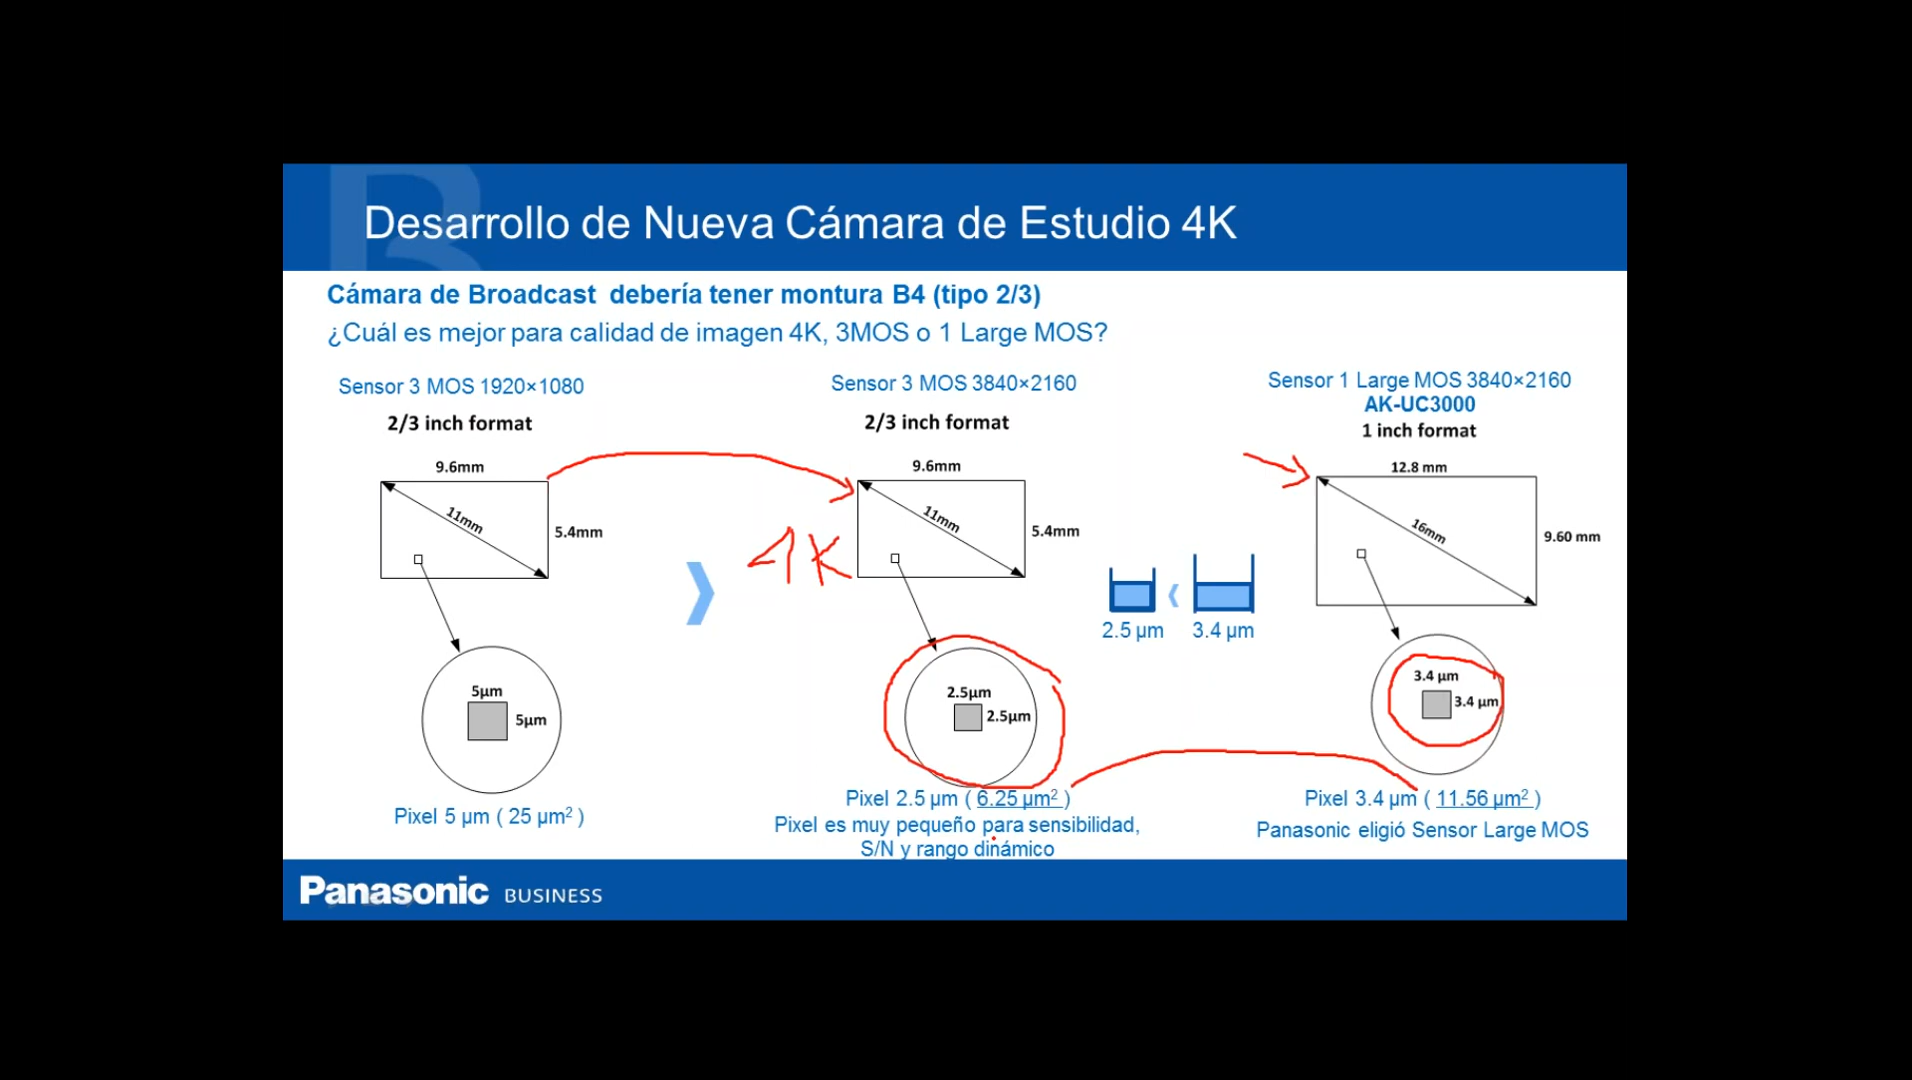 Desarrollo de Nueva Cámara de Estudio 4K
Cámara de Broadcast debería tener montura B4 (tipo 2/3)
¿Cuál es mejor para calidad de imagen 4K, 3MOS o 1 Large MOS?
Sensor 3 MOS 1920×1080
2/3 inch format
9.6mm
11mm
5.4mm
5µm
5µm
Pixel 5 µm ( 25 µm² )
Sensor 3 MOS 3840×2160
2/3 inch format
9.6mm
11mm
5.4mm
4K
2.5µm
2.5µm
Pixel 2.5 µm ( 6.25 µm² )
Pixel es muy pequeño para sensibilidad,
S/N y rango dinámico
2.5 µm
3.4 µm
Sensor 1 Large MOS 3840×2160
AK-UC3000
1 inch format
12.8 mm
16mm
9.60 mm
3.4 µm
3.4 µm
Pixel 3.4 µm ( 11.56 µm² )
Panasonic eligió Sensor Large MOS
Panasonic BUSINESS